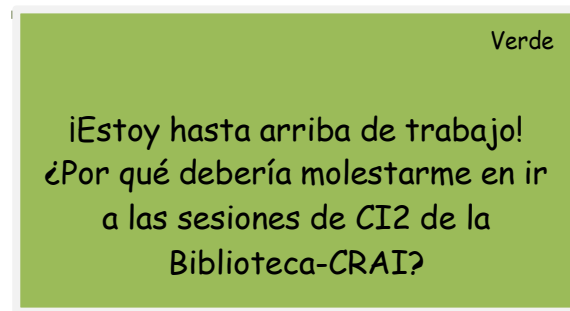 Verde
¡Estoy hasta arriba de trabajo!
¿Por qué debería molestarme en ir
a las sesiones de CI2 de la
Biblioteca-CRAI?